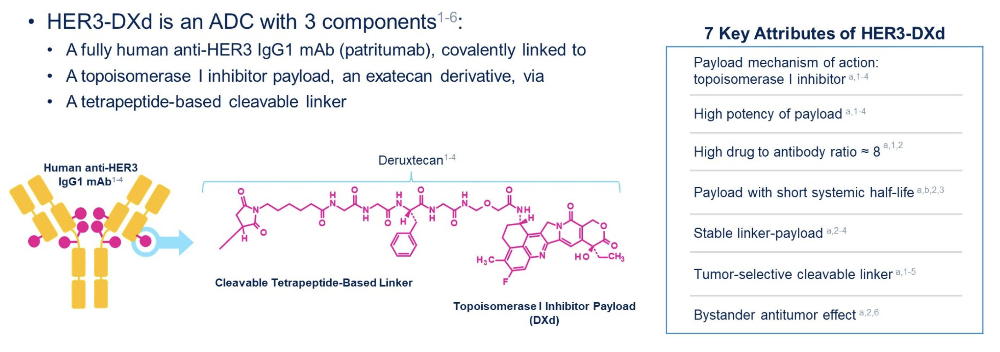 • HER3-DXd is an ADC with 3 components1-6:
• A fully human anti-HER3 IgG1 mAb (patritumab), covalently linked to
• A topoisomerase I inhibitor payload, an exatecan derivative, via
• A tetrapeptide-based cleavable linker
Human anti-HER3
IgG1 mAb1-4
Deruxtecan1-4
O
N
O
H
O
H
N
O
N
H
O
H
N
H
O
N
H
O
H
N
O
O
NH
H
O
N
O
O
N
HO
CH3
H3C
F
Cleavable Tetrapeptide-Based Linker
Topoisomerase I Inhibitor Payload
(DXd)
7 Key Attributes of HER3-DXd
Payload mechanism of action:
topoisomerase I inhibitor a,1-4
High potency of payload a,1-4
High drug to antibody ratio ≈ 8 a,1,2
Payload with short systemic half-life a,b,2,3
Stable linker-payload a,2-4
Tumor-selective cleavable linker a,1-5
Bystander antitumor effect a,2,6